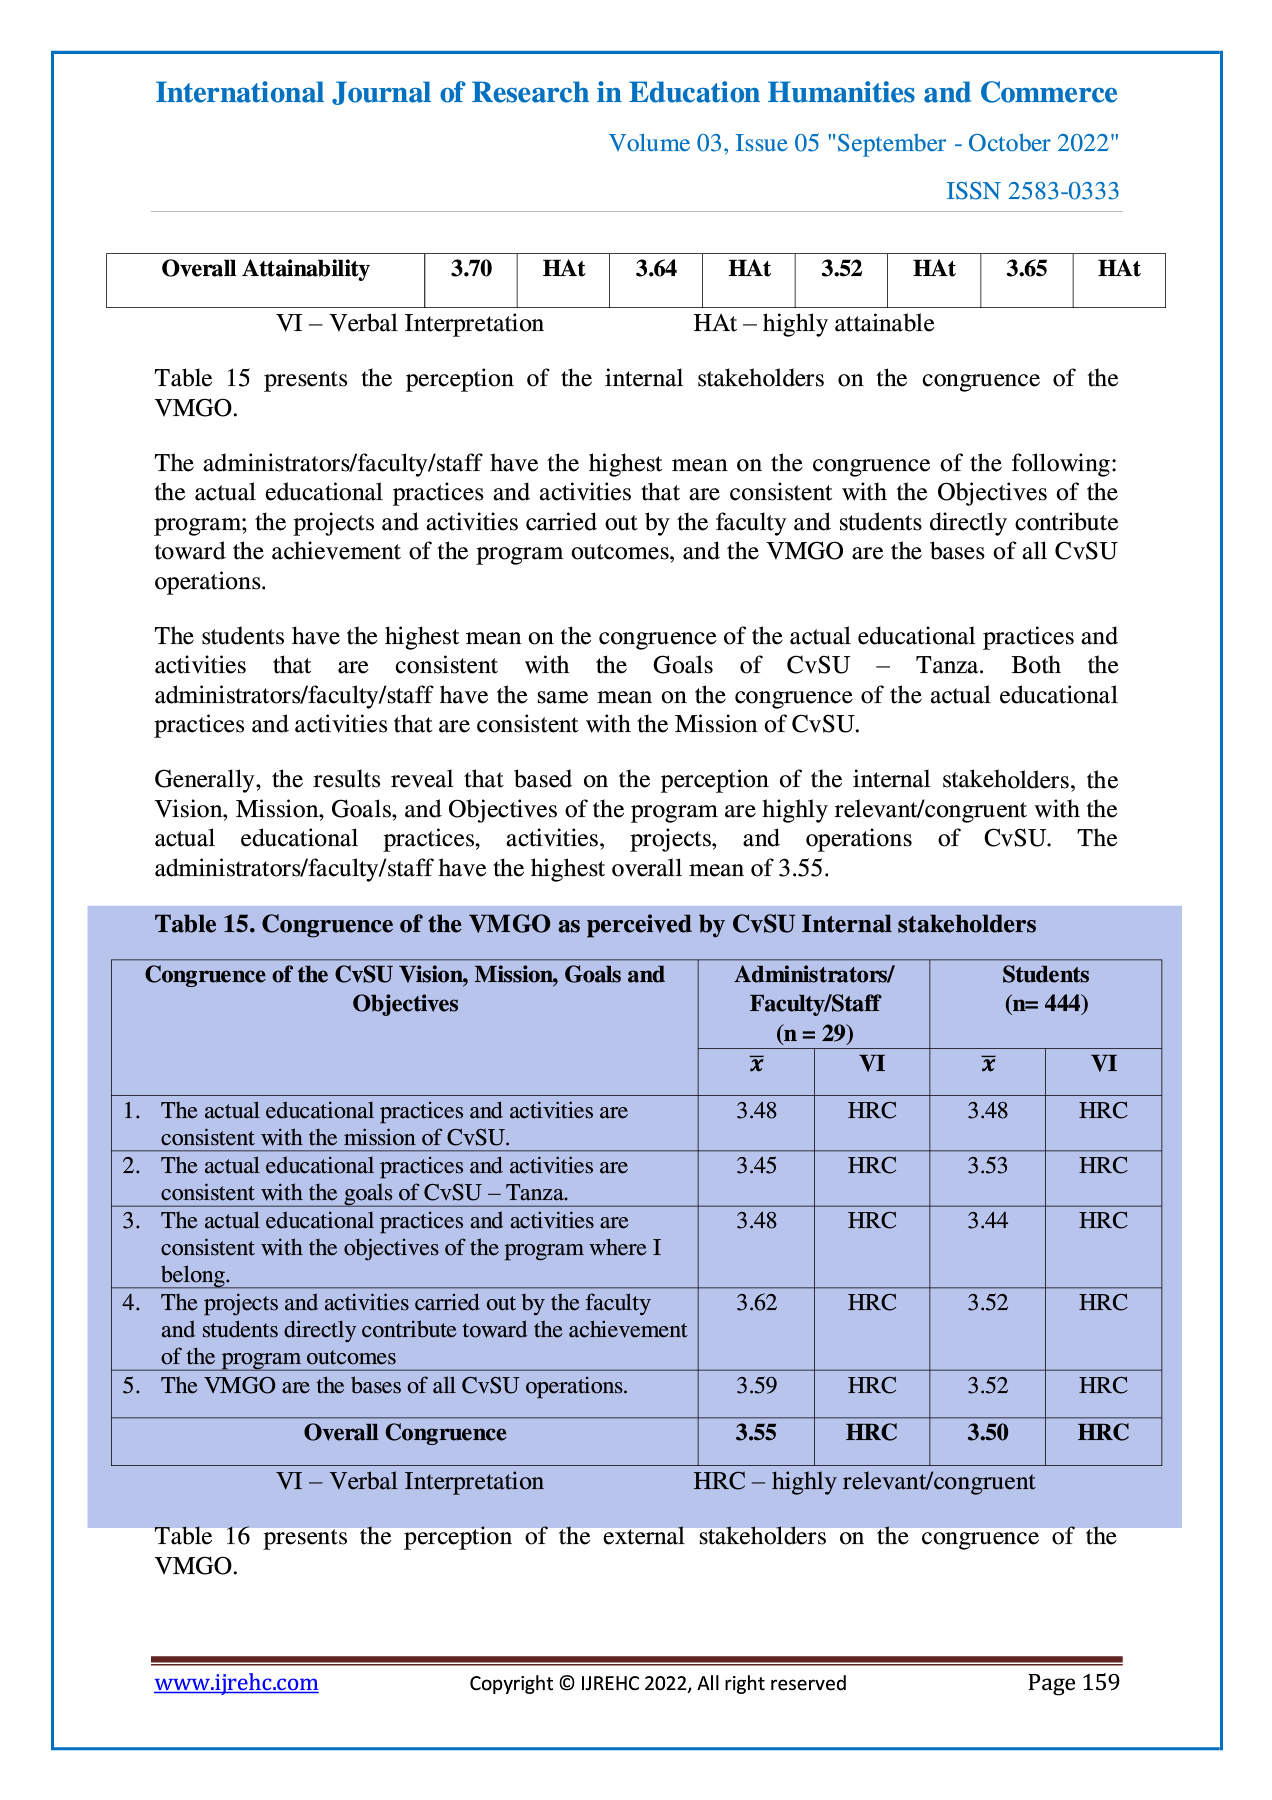 International Journal of Research in Education Humanities and Commerce
Volume 03, Issue 05 "September - October 2022"
ISSN 2583-0333
Overall Attainability 3.70 HAt 3.64 HAt 3.52 HAt 3.65 HAt
VI – Verbal Interpretation HAt – highly attainable
Table 15 presents the perception of the internal stakeholders on the congruence of the
VMGO.
The administrators/faculty/staff have the highest mean on the congruence of the following:
the actual educational practices and activities that are consistent with the Objectives of the
program; the projects and activities carried out by the faculty and students directly contribute
toward the achievement of the program outcomes, and the VMGO are the bases of all CvSU
operations.
The students have the highest mean on the congruence of the actual educational practices and
activities that are consistent with the Goals of CvSU – Tanza. Both the
administrators/faculty/staff have the same mean on the congruence of the actual educational
practices and activities that are consistent with the Mission of CvSU.
Generally, the results reveal that based on the perception of the internal stakeholders, the
Vision, Mission, Goals, and Objectives of the program are highly relevant/congruent with the
actual educational practices, activities, projects, and operations of CvSU. The
administrators/faculty/staff have the highest overall mean of 3.55.
Table 15. Congruence of the VMGO as perceived by CvSU Internal stakeholders
Congruence of the CvSU Vision, Mission, Goals and
Objectives
Administrators/
Faculty/Staff
(n = 29)
Students
(n= 444)
x̅ VI x̅ VI
1. The actual educational practices and activities are
consistent with the mission of CvSU.
3.48 HRC 3.48 HRC
2. The actual educational practices and activities are
consistent with the goals of CvSU – Tanza.
3.45 HRC 3.53 HRC
3. The actual educational practices and activities are
consistent with the objectives of the program where I
belong.
3.48 HRC 3.44 HRC
4. The projects and activities carried out by the faculty
and students directly contribute toward the achievement
of the program outcomes
3.62 HRC 3.52 HRC
5. The VMGO are the bases of all CvSU operations.
3.59 HRC 3.52 HRC
Overall Congruence 3.55 HRC 3.50 HRC
VI – Verbal Interpretation HRC – highly relevant/congruent
Table 16 presents the perception of the external stakeholders on the congruence of the
VMGO.
www.ijrehc.com Copyright © IJREHC 2022, All right reserved Page 159